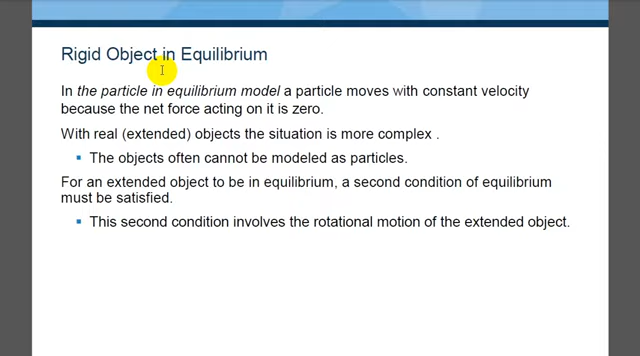 Rigid Object in Equilibrium
In the particle in equilibrium model a particle moves with constant velocity
because the net force acting on it is zero.
With real (extended) objects the situation is more complex .
▪ The objects often cannot be modeled as particles.
For an extended object to be in equilibrium, a second condition of equilibrium
must be satisfied.
▪ This second condition involves the rotational motion of the extended object.